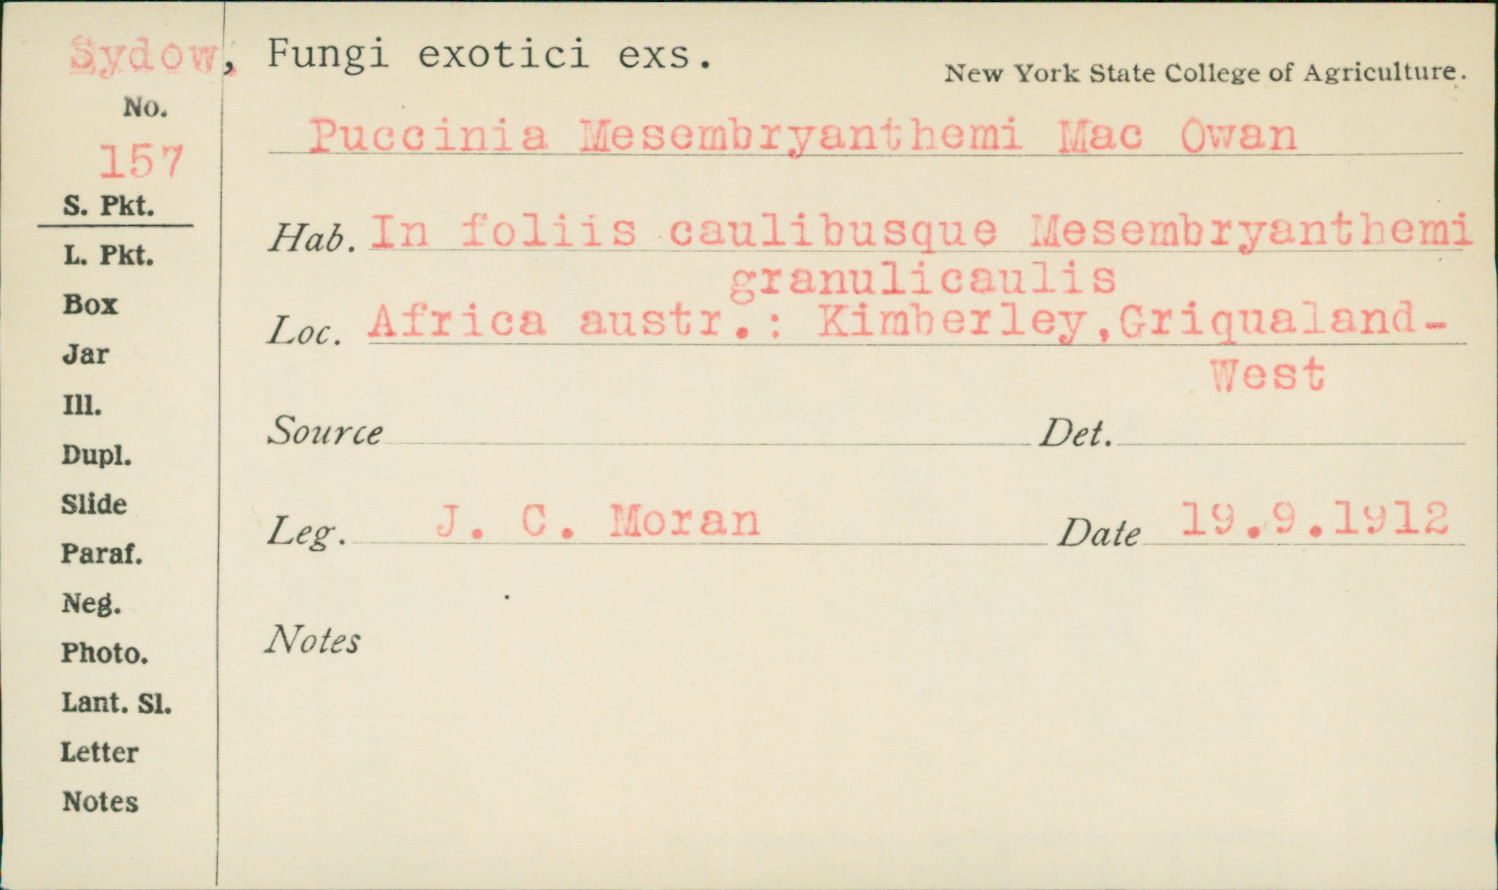 Sydow, Fungi exotici exs.
New York State College of Agriculture.
No.
157
Puccinia Mesembryanthemi Mac Owan
S. Pkt.
Hab. In foliis caulibusque Mesembryanthemi
granulicaulis
L. Pkt.
Box
Loc. Africa austr.: Kimberley,Griqualand-
West
Jar
Ill.
Source Det.
Dupl.
Slide
Leg. J. C. Moran Date 19.9.1912
Paraf.
Neg.
Notes
Photo.
Lant. Sl.
Letter
Notes